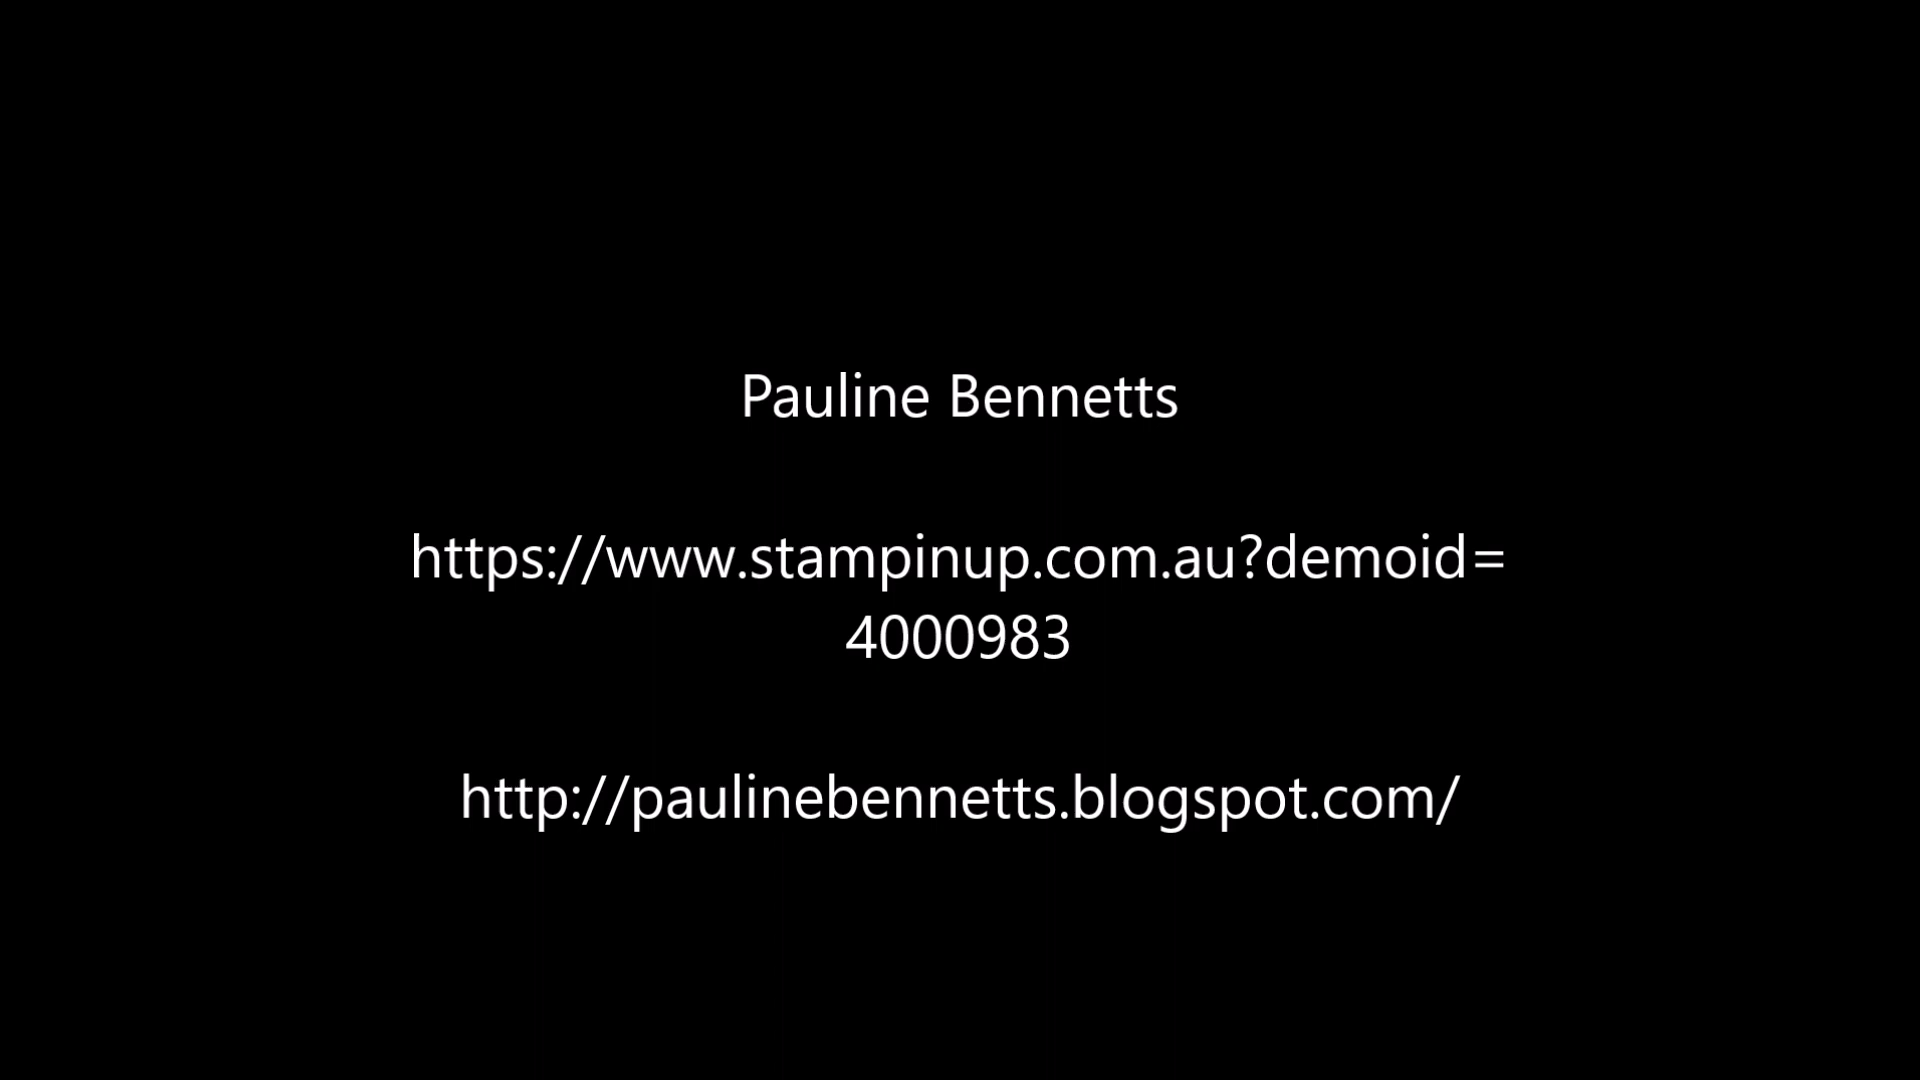 Pauline Bennetts
https://www.stampinup.com.au?demoid=
4000983
http://paulinebennetts.blogspot.com/